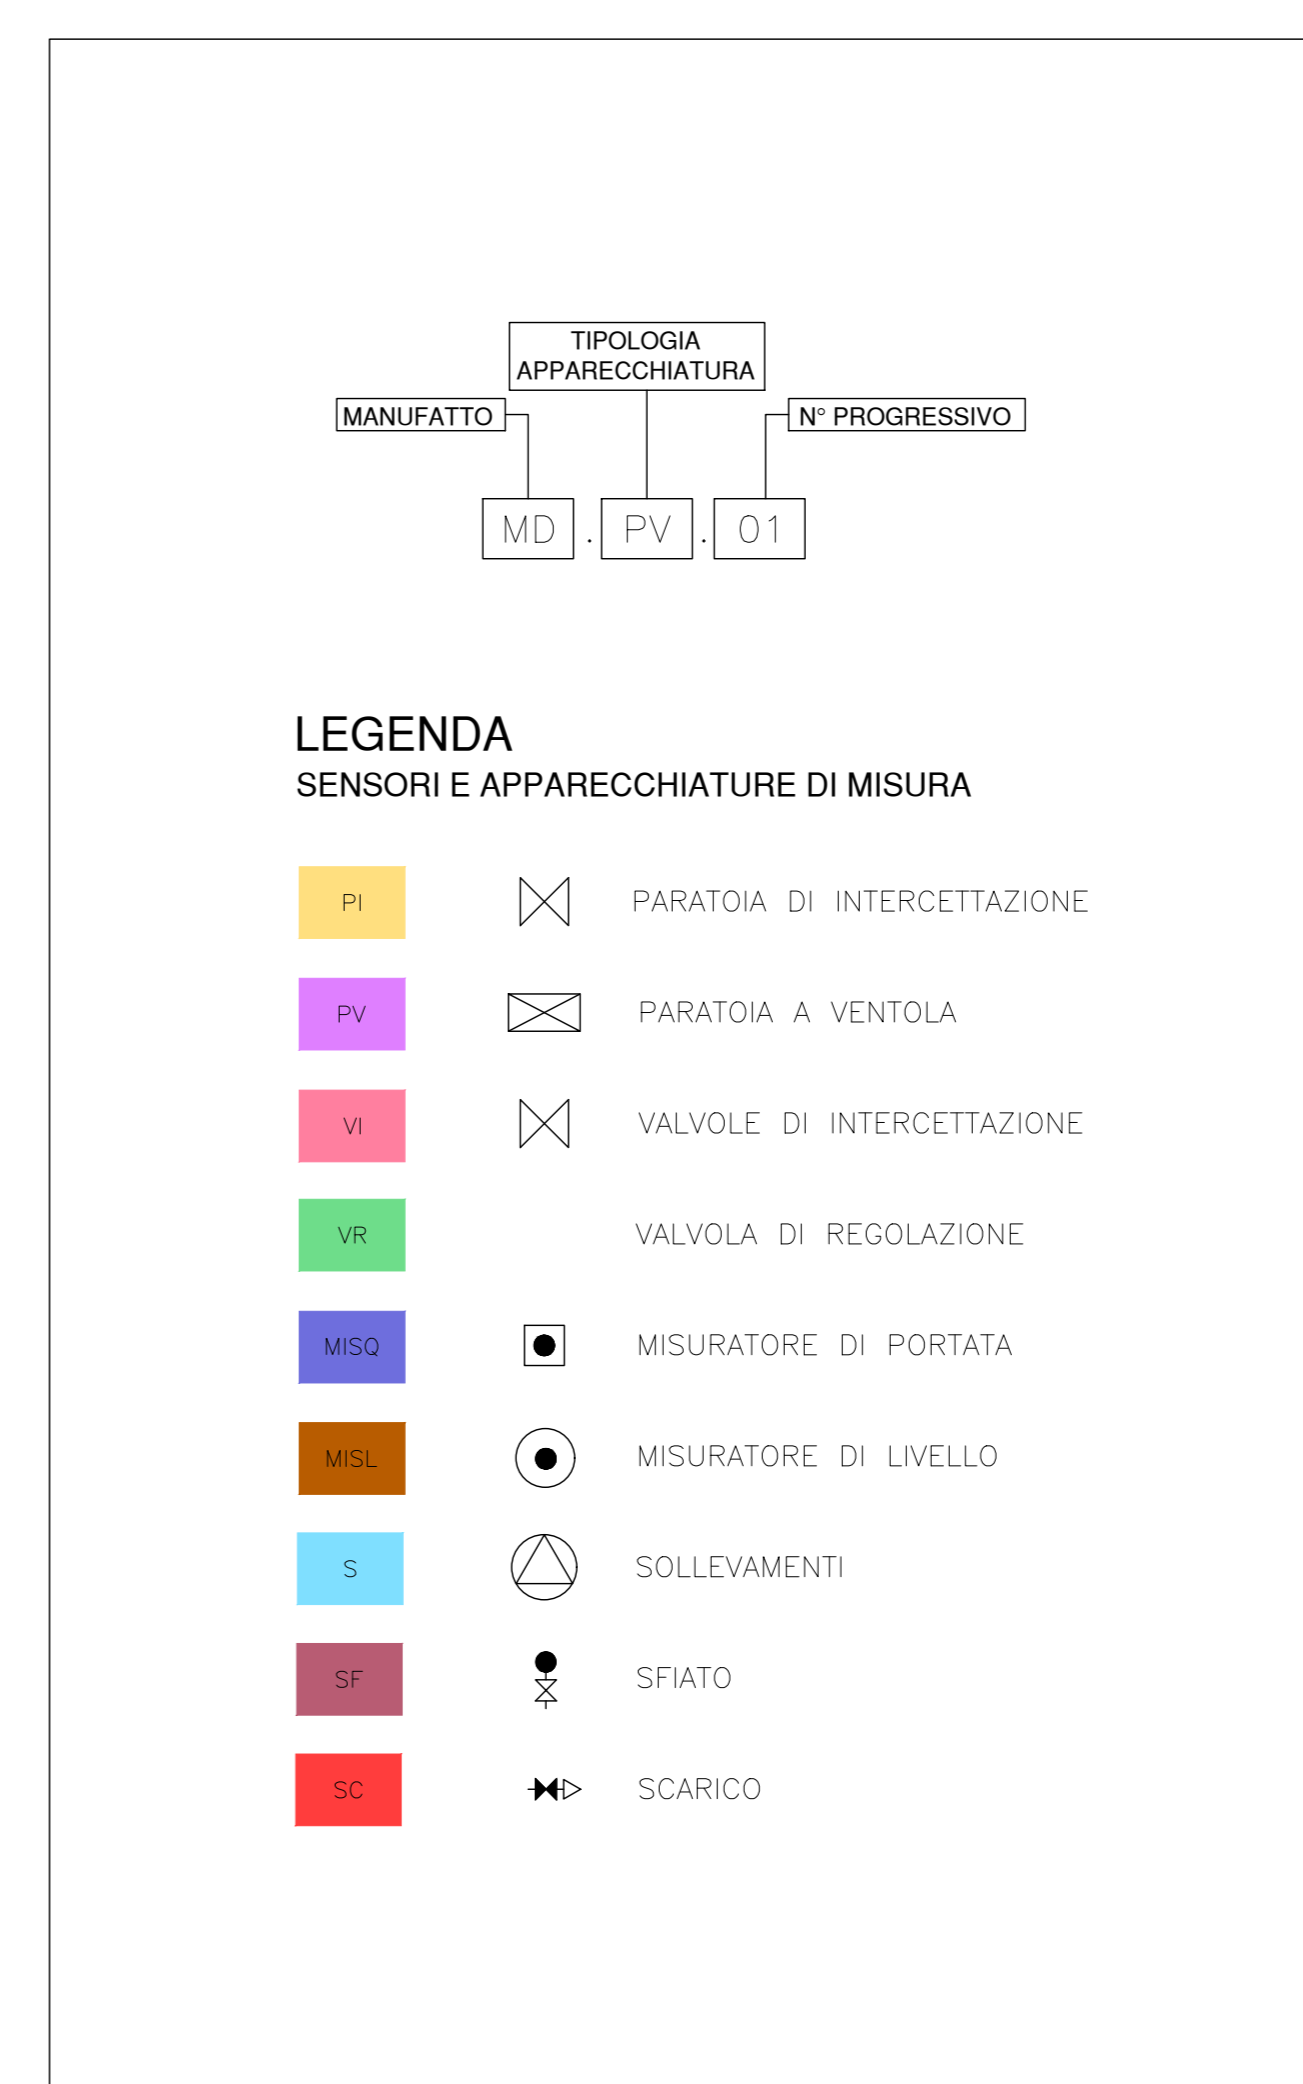 TIPOLOGIA
APPARECCHIATURA
MANUFATTO
N° PROGRESSIVO
MD . PV . 01
LEGENDA
SENSORI E APPARECCHIATURE DI MISURA
PI PARATOIA DI INTERCETTAZIONE
PV PARATOIA A VENTOLA
VI VALVOLE DI INTERCETTAZIONE
VR VALVOLA DI REGOLAZIONE
MISQ MISURATORE DI PORTATA
MISL MISURATORE DI LIVELLO
S SOLLEVAMENTI
SF SFIATO
SC SCARICO